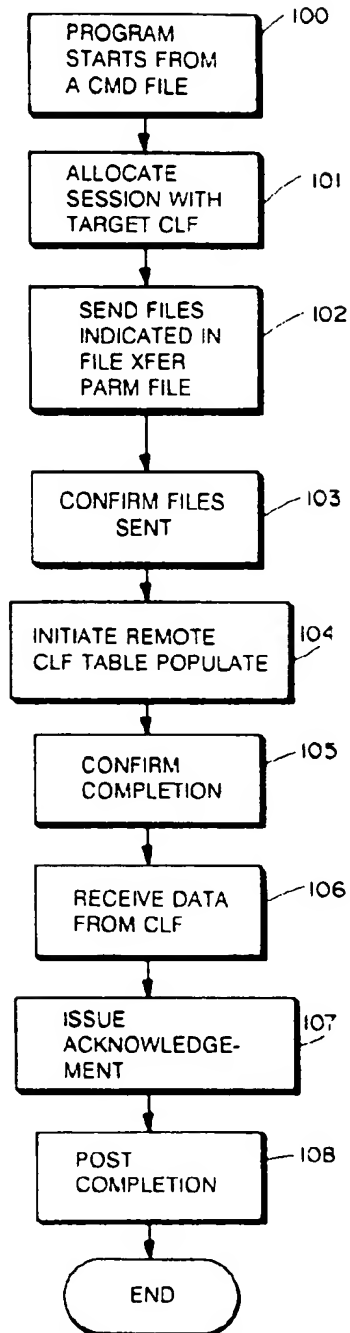 PROGRAM
STARTS FROM
A CMD FILE
100
ALLOCATE
SESSION WITH
TARGET CLF
101
SEND FILES
INDICATED IN
FILE XFER
PARM FILE
102
CONFIRM FILES
SENT
103
INITIATE REMOTE
CLF TABLE POPULATE
104
CONFIRM
COMPLETION
105
RECEIVE DATA
FROM CLF
106
ISSUE
ACKNOWLEDGE-
MENT
107
POST
COMPLETION
108
END